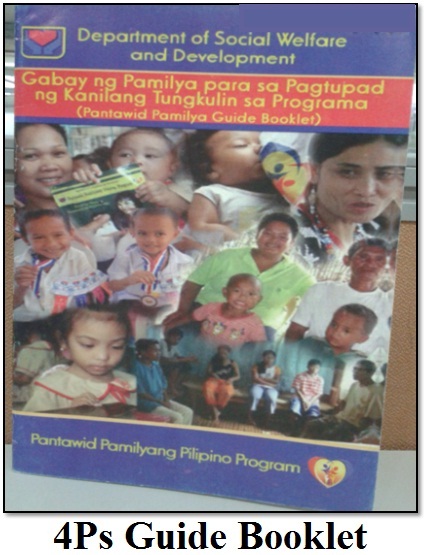 Department of Social Welfare
and Development
Gabay ng Pamilya para sa Pagtupad
ng Kanilang Tungkulin sa Programa
(Pantawid Pamilya Guide Booklet)
Pantawid Pamilyang Pilipino Program
4Ps Guide Booklet